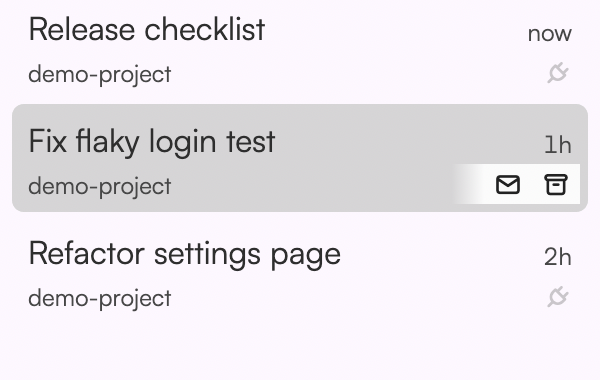 Release checklist
now
demo-project
Fix flaky login test
1h
demo-project
Refactor settings page
2h
demo-project